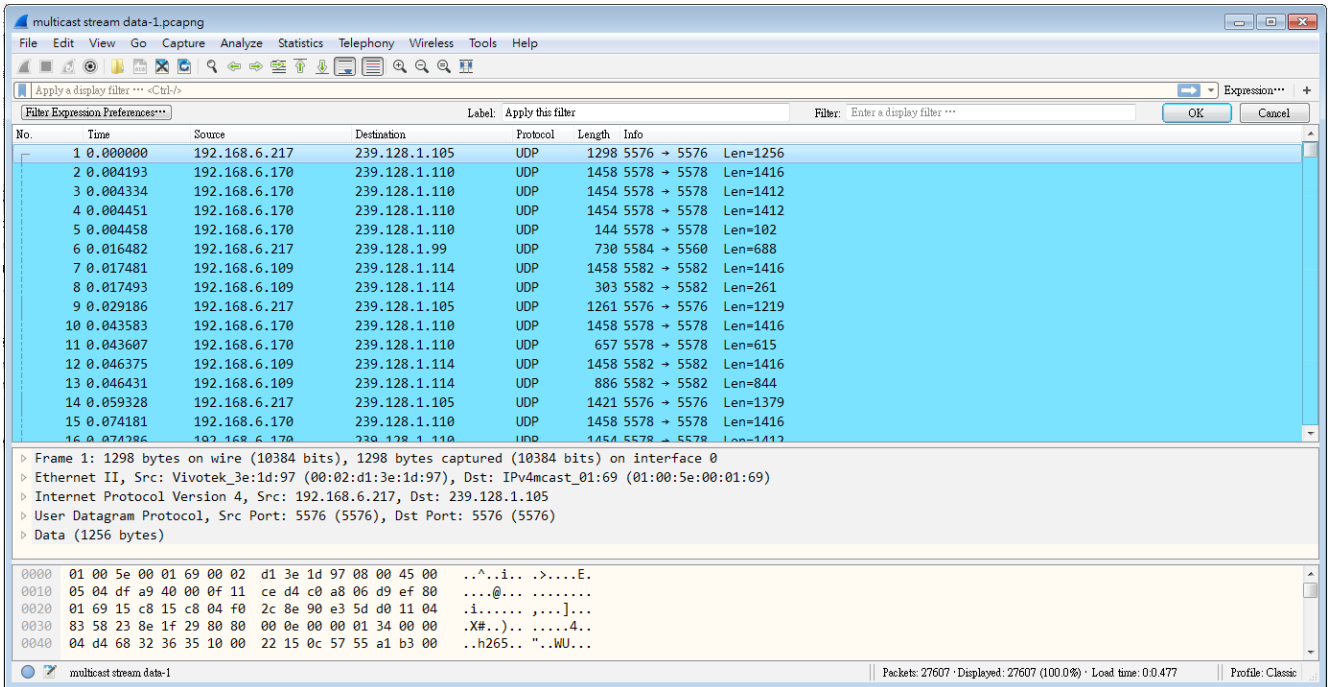 multicast stream data-1.pcapng
File Edit View Go Capture Analyze Statistics Telephony Wireless Tools Help
Apply a display filter ··· <Ctrl-/> Expression··· +
Filter Expression Preferences··· Label: Apply this filter Filter: Enter a display filter ··· OK Cancel
No. Time Source Destination Protocol Length Info
1 0.000000 192.168.6.217 239.128.1.105 UDP 1298 5576 → 5576 Len=1256
2 0.004193 192.168.6.170 239.128.1.110 UDP 1458 5578 → 5578 Len=1416
3 0.004334 192.168.6.170 239.128.1.110 UDP 1454 5578 → 5578 Len=1412
4 0.004451 192.168.6.170 239.128.1.110 UDP 1454 5578 → 5578 Len=1412
5 0.004458 192.168.6.170 239.128.1.110 UDP 144 5578 → 5578 Len=102
6 0.016482 192.168.6.217 239.128.1.99 UDP 730 5584 → 5560 Len=688
7 0.017481 192.168.6.109 239.128.1.114 UDP 1458 5582 → 5582 Len=1416
8 0.017493 192.168.6.109 239.128.1.114 UDP 303 5582 → 5582 Len=261
9 0.029186 192.168.6.217 239.128.1.105 UDP 1261 5576 → 5576 Len=1219
10 0.043583 192.168.6.170 239.128.1.110 UDP 1458 5578 → 5578 Len=1416
11 0.043607 192.168.6.170 239.128.1.110 UDP 657 5578 → 5578 Len=615
12 0.046375 192.168.6.109 239.128.1.114 UDP 1458 5582 → 5582 Len=1416
13 0.046431 192.168.6.109 239.128.1.114 UDP 886 5582 → 5582 Len=844
14 0.059328 192.168.6.217 239.128.1.105 UDP 1421 5576 → 5576 Len=1379
15 0.074181 192.168.6.170 239.128.1.110 UDP 1458 5578 → 5578 Len=1416
16 0.074286 192.168.6.170 239.128.1.110 UDP 1454 5578 → 5578 Len=1412
Frame 1: 1298 bytes on wire (10384 bits), 1298 bytes captured (10384 bits) on interface 0
Ethernet II, Src: Vivotek_3e:1d:97 (00:02:d1:3e:1d:97), Dst: IPv4mcast_01:69 (01:00:5e:00:01:69)
Internet Protocol Version 4, Src: 192.168.6.217, Dst: 239.128.1.105
User Datagram Protocol, Src Port: 5576 (5576), Dst Port: 5576 (5576)
Data (1256 bytes)
0000 01 00 5e 00 01 69 00 02 d1 3e 1d 97 08 00 45 00 ..^..i.. .>....E.
0010 05 04 df a9 40 00 0f 11 ce d4 c0 a8 06 d9 ef 80 ....@... ........
0020 01 69 15 c8 15 c8 04 f0 2c 8e 90 e3 5d d0 11 04 .i...... ,...]...
0030 83 58 23 8e 1f 29 80 80 00 0e 00 00 01 34 00 00 .X#..).. .....4..
0040 04 d4 68 32 36 35 10 00 22 15 0c 57 55 a1 b3 00 ..h265.. "..WU...
multicast stream data-1 Packets: 27607 · Displayed: 27607 (100.0%) · Load time: 0:0.477 Profile: Classic